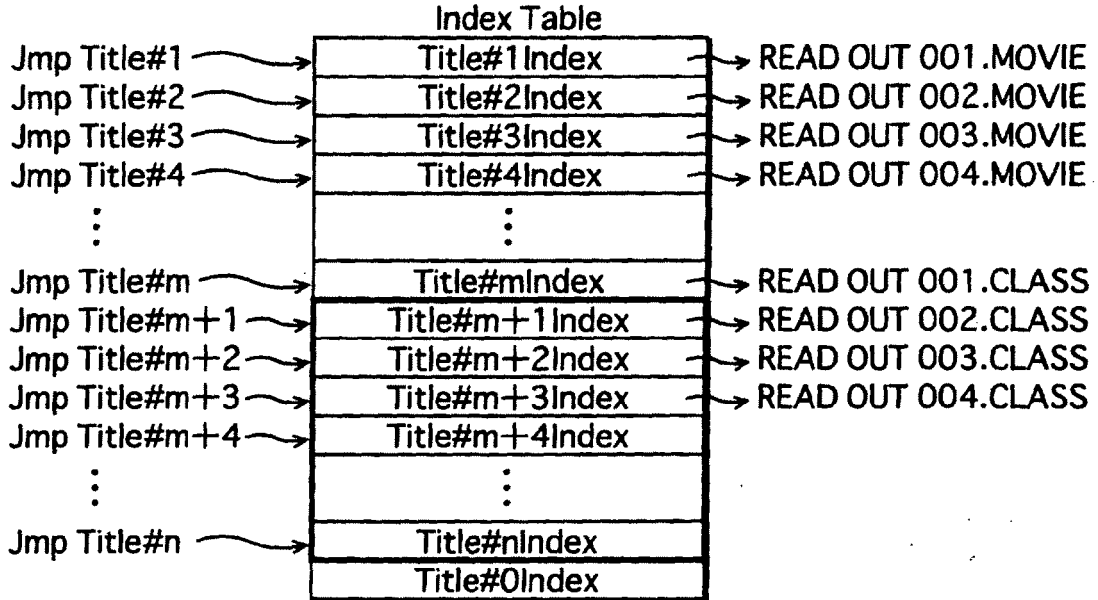 Index Table
Jmp Title#1 Title#1Index READ OUT 001.MOVIE
Jmp Title#2 Title#2Index READ OUT 002.MOVIE
Jmp Title#3 Title#3Index READ OUT 003.MOVIE
Jmp Title#4 Title#4Index READ OUT 004.MOVIE
⋮ ⋮
Jmp Title#m Title#mIndex READ OUT 001.CLASS
Jmp Title#m+1 Title#m+1Index READ OUT 002.CLASS
Jmp Title#m+2 Title#m+2Index READ OUT 003.CLASS
Jmp Title#m+3 Title#m+3Index READ OUT 004.CLASS
Jmp Title#m+4 Title#m+4Index
⋮ ⋮
Jmp Title#n Title#nIndex
Title#0Index